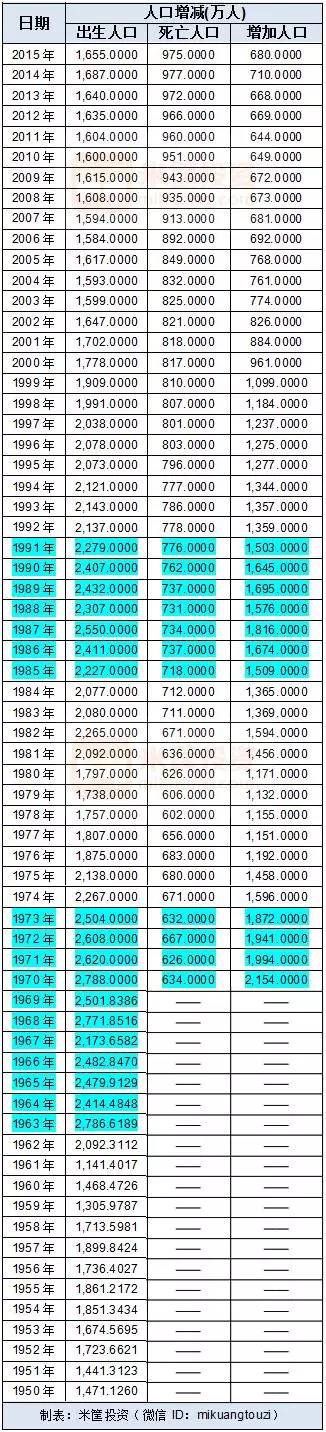 日期 人口增减(万人)
出生人口 死亡人口 增加人口
2015年 1,655.0000 975.0000 680.0000
2014年 1,687.0000 977.0000 710.0000
2013年 1,640.0000 972.0000 668.0000
2012年 1,635.0000 966.0000 669.0000
2011年 1,604.0000 960.0000 644.0000
2010年 1,600.0000 951.0000 649.0000
2009年 1,615.0000 943.0000 672.0000
2008年 1,608.0000 935.0000 673.0000
2007年 1,594.0000 913.0000 681.0000
2006年 1,584.0000 892.0000 692.0000
2005年 1,617.0000 849.0000 768.0000
2004年 1,593.0000 832.0000 761.0000
2003年 1,599.0000 825.0000 774.0000
2002年 1,647.0000 821.0000 826.0000
2001年 1,702.0000 818.0000 884.0000
2000年 1,778.0000 817.0000 961.0000
1999年 1,909.0000 810.0000 1,099.0000
1998年 1,991.0000 807.0000 1,184.0000
1997年 2,038.0000 801.0000 1,237.0000
1996年 2,078.0000 803.0000 1,275.0000
1995年 2,073.0000 796.0000 1,277.0000
1994年 2,121.0000 777.0000 1,344.0000
1993年 2,143.0000 786.0000 1,357.0000
1992年 2,137.0000 778.0000 1,359.0000
1991年 2,279.0000 776.0000 1,503.0000
1990年 2,407.0000 762.0000 1,645.0000
1989年 2,432.0000 737.0000 1,695.0000
1988年 2,307.0000 731.0000 1,576.0000
1987年 2,550.0000 734.0000 1,816.0000
1986年 2,411.0000 737.0000 1,674.0000
1985年 2,227.0000 718.0000 1,509.0000
1984年 2,077.0000 712.0000 1,365.0000
1983年 2,080.0000 711.0000 1,369.0000
1982年 2,265.0000 671.0000 1,594.0000
1981年 2,092.0000 636.0000 1,456.0000
1980年 1,797.0000 626.0000 1,171.0000
1979年 1,738.0000 606.0000 1,132.0000
1978年 1,757.0000 602.0000 1,155.0000
1977年 1,807.0000 656.0000 1,151.0000
1976年 1,875.0000 683.0000 1,192.0000
1975年 2,138.0000 680.0000 1,458.0000
1974年 2,267.0000 671.0000 1,596.0000
1973年 2,504.0000 632.0000 1,872.0000
1972年 2,608.0000 667.0000 1,941.0000
1971年 2,620.0000 626.0000 1,994.0000
1970年 2,788.0000 634.0000 2,154.0000
1969年 2,501.8386 —— ——
1968年 2,771.8516 —— ——
1967年 2,173.6582 —— ——
1966年 2,482.8470 —— ——
1965年 2,479.9129 —— ——
1964年 2,414.4848 —— ——
1963年 2,786.6189 —— ——
1962年 2,092.3112 —— ——
1961年 1,141.4017 —— ——
1960年 1,468.4726 —— ——
1959年 1,305.9787 —— ——
1958年 1,713.5981 —— ——
1957年 1,899.8424 —— ——
1956年 1,736.4027 —— ——
1955年 1,861.2172 —— ——
1954年 1,851.3434 —— ——
1953年 1,674.5695 —— ——
1952年 1,723.6621 —— ——
1951年 1,441.3123 —— ——
1950年 1,471.1260 —— ——
制表：米筐投资（微信 ID：mikuangtouzi）